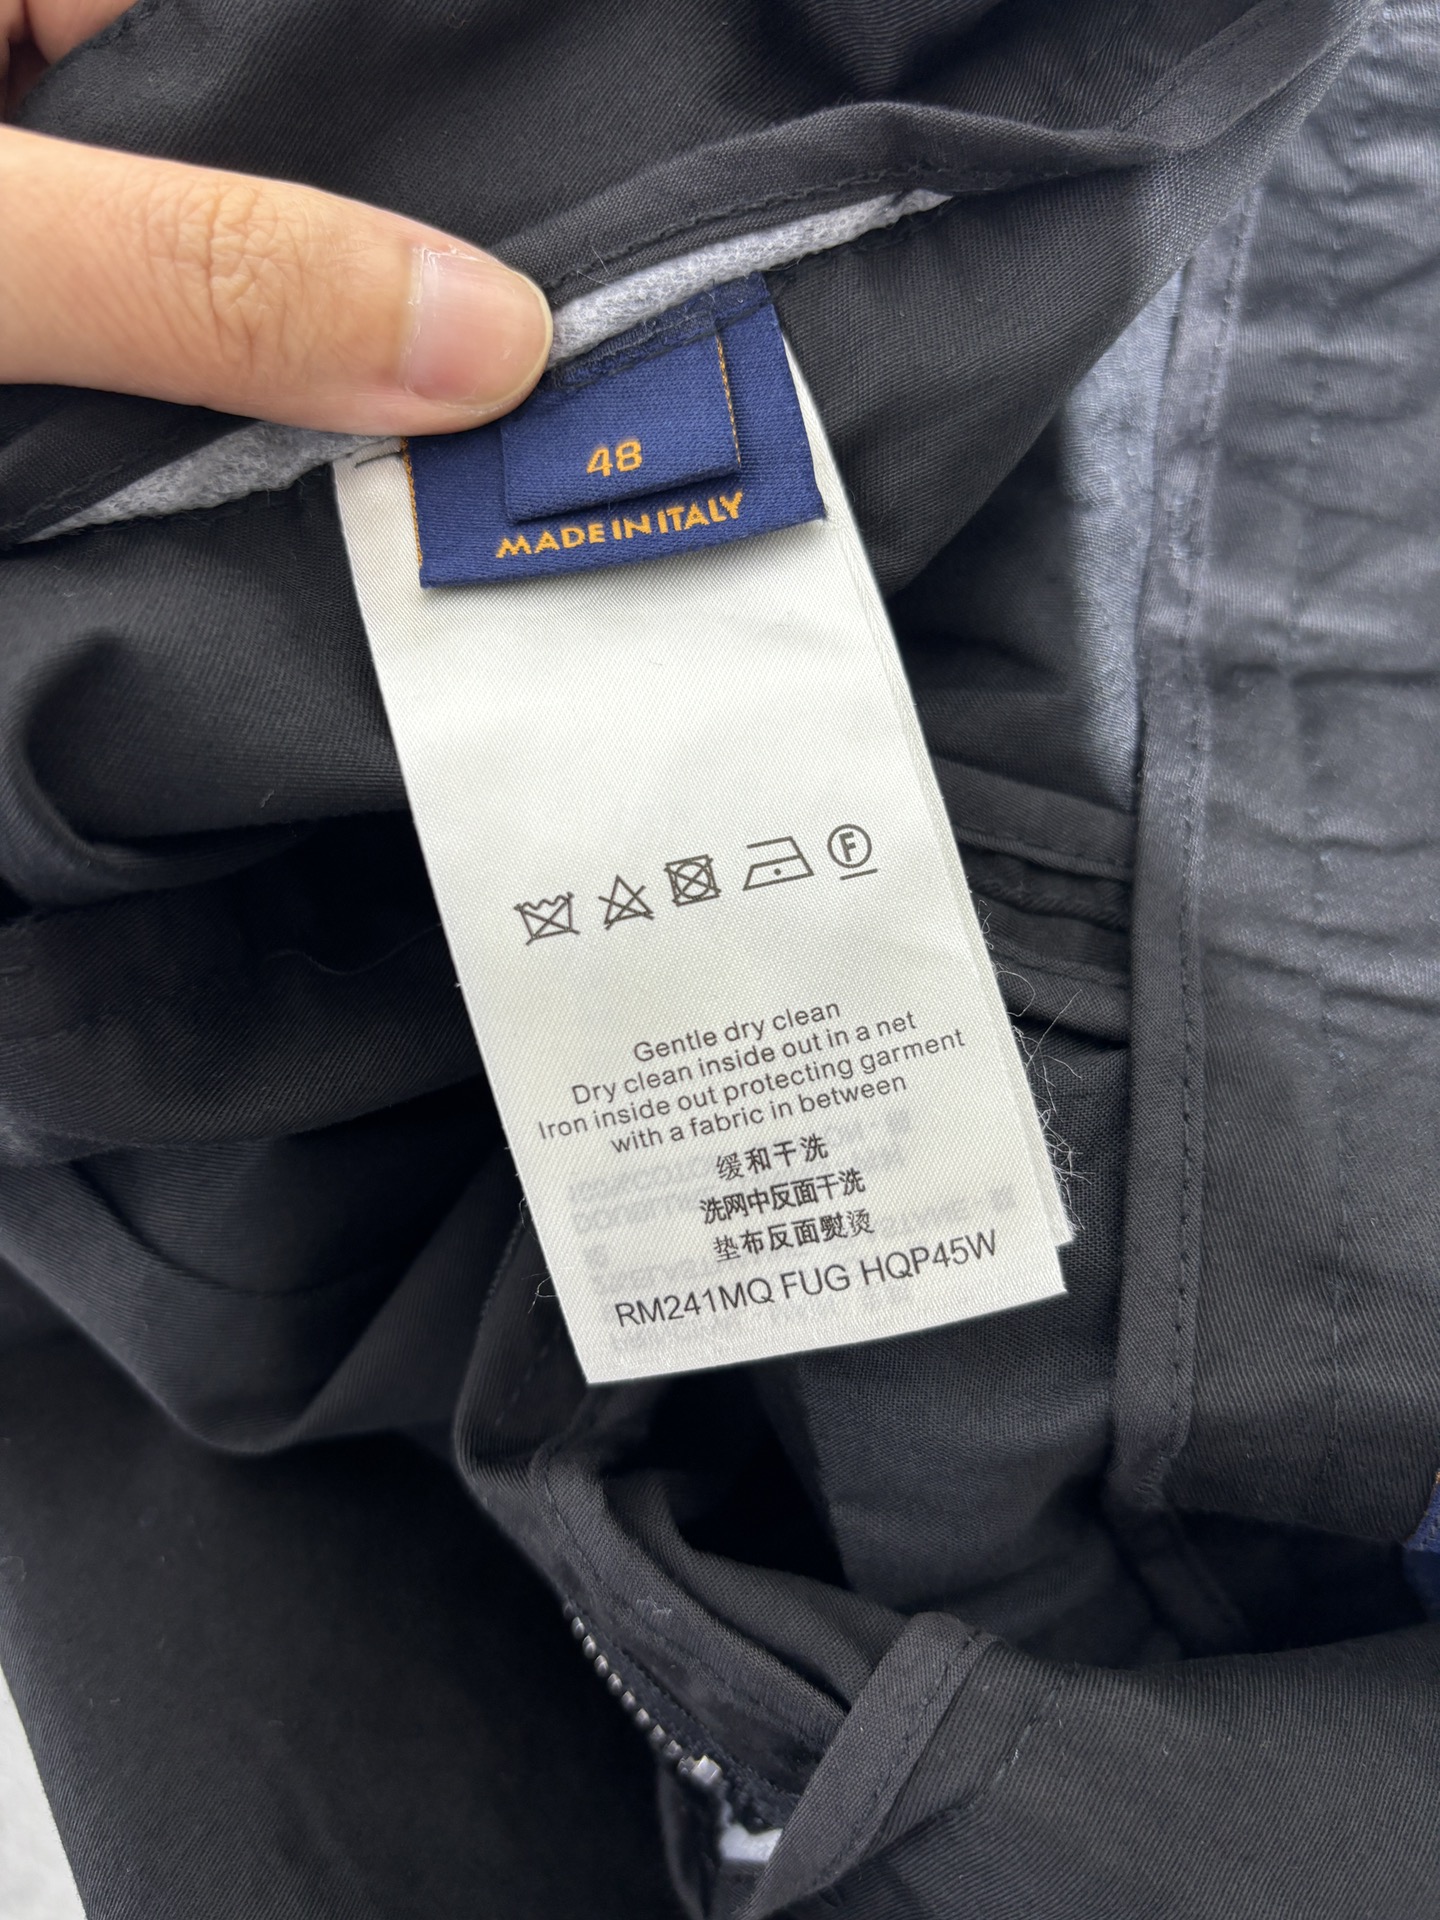 48
MADE IN ITALY
F
Gentle dry clean
Dry clean inside out in a net
Iron inside out protecting garment
with a fabric in between
缓和干洗
洗网中反面干洗
垫布反面熨烫
RM241MQ FUG HQP45W